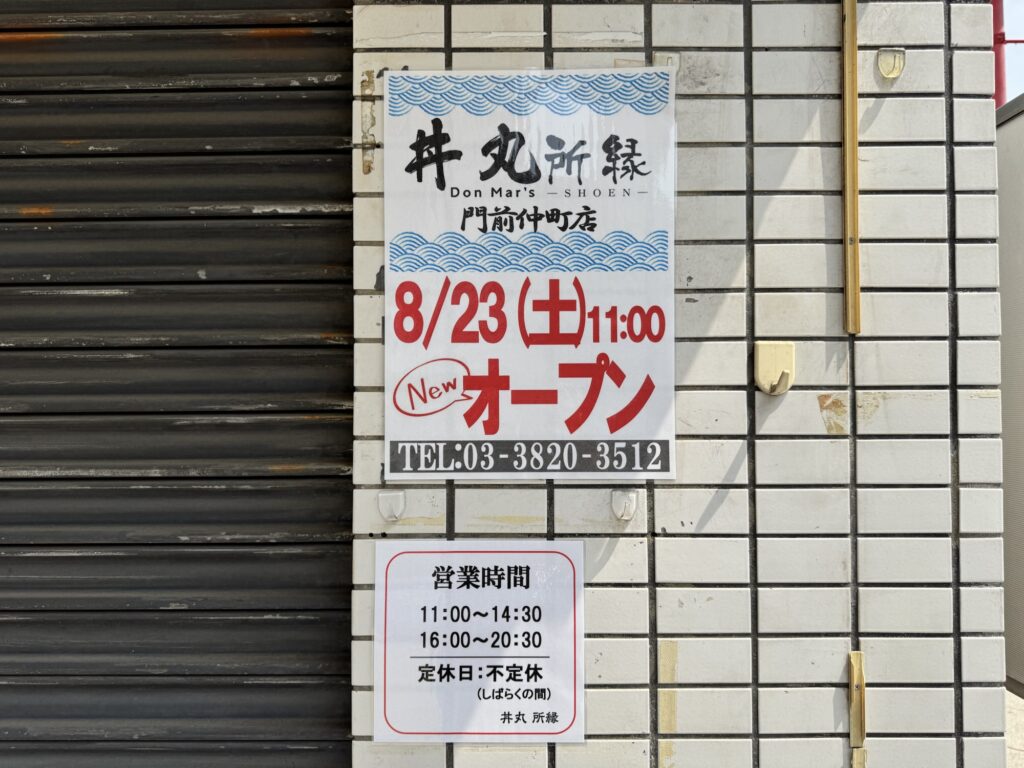 丼丸所縁
Don Mar's —SHOEN—
門前仲町店
8/23(土)11:00
New オープン
TEL:03-3820-3512
営業時間
11:00～14:30
16:00～20:30
定休日:不定休
(しばらくの間)
丼丸 所縁